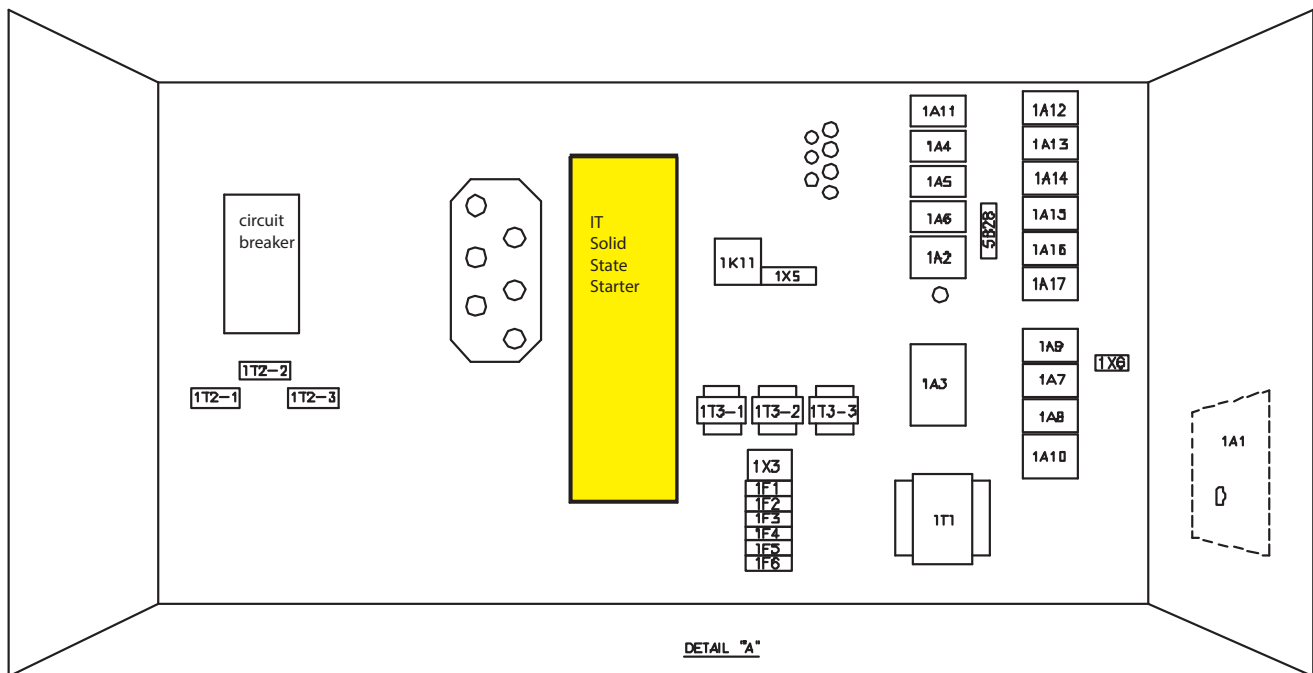 circuit
breaker
1T2-2
1T2-1
1T2-3
IT
Solid
State
Starter
1K11
1X5
1T3-1
1T3-2
1T3-3
1X3
1F1
1F2
1F3
1F4
1F5
1F6
1A11
1A4
1A5
1A6
1A2
5B26
1A3
1T1
1A12
1A13
1A14
1A15
1A16
1A17
1A9
1A7
1A8
1A10
1X6
1A1
DETAIL "A"